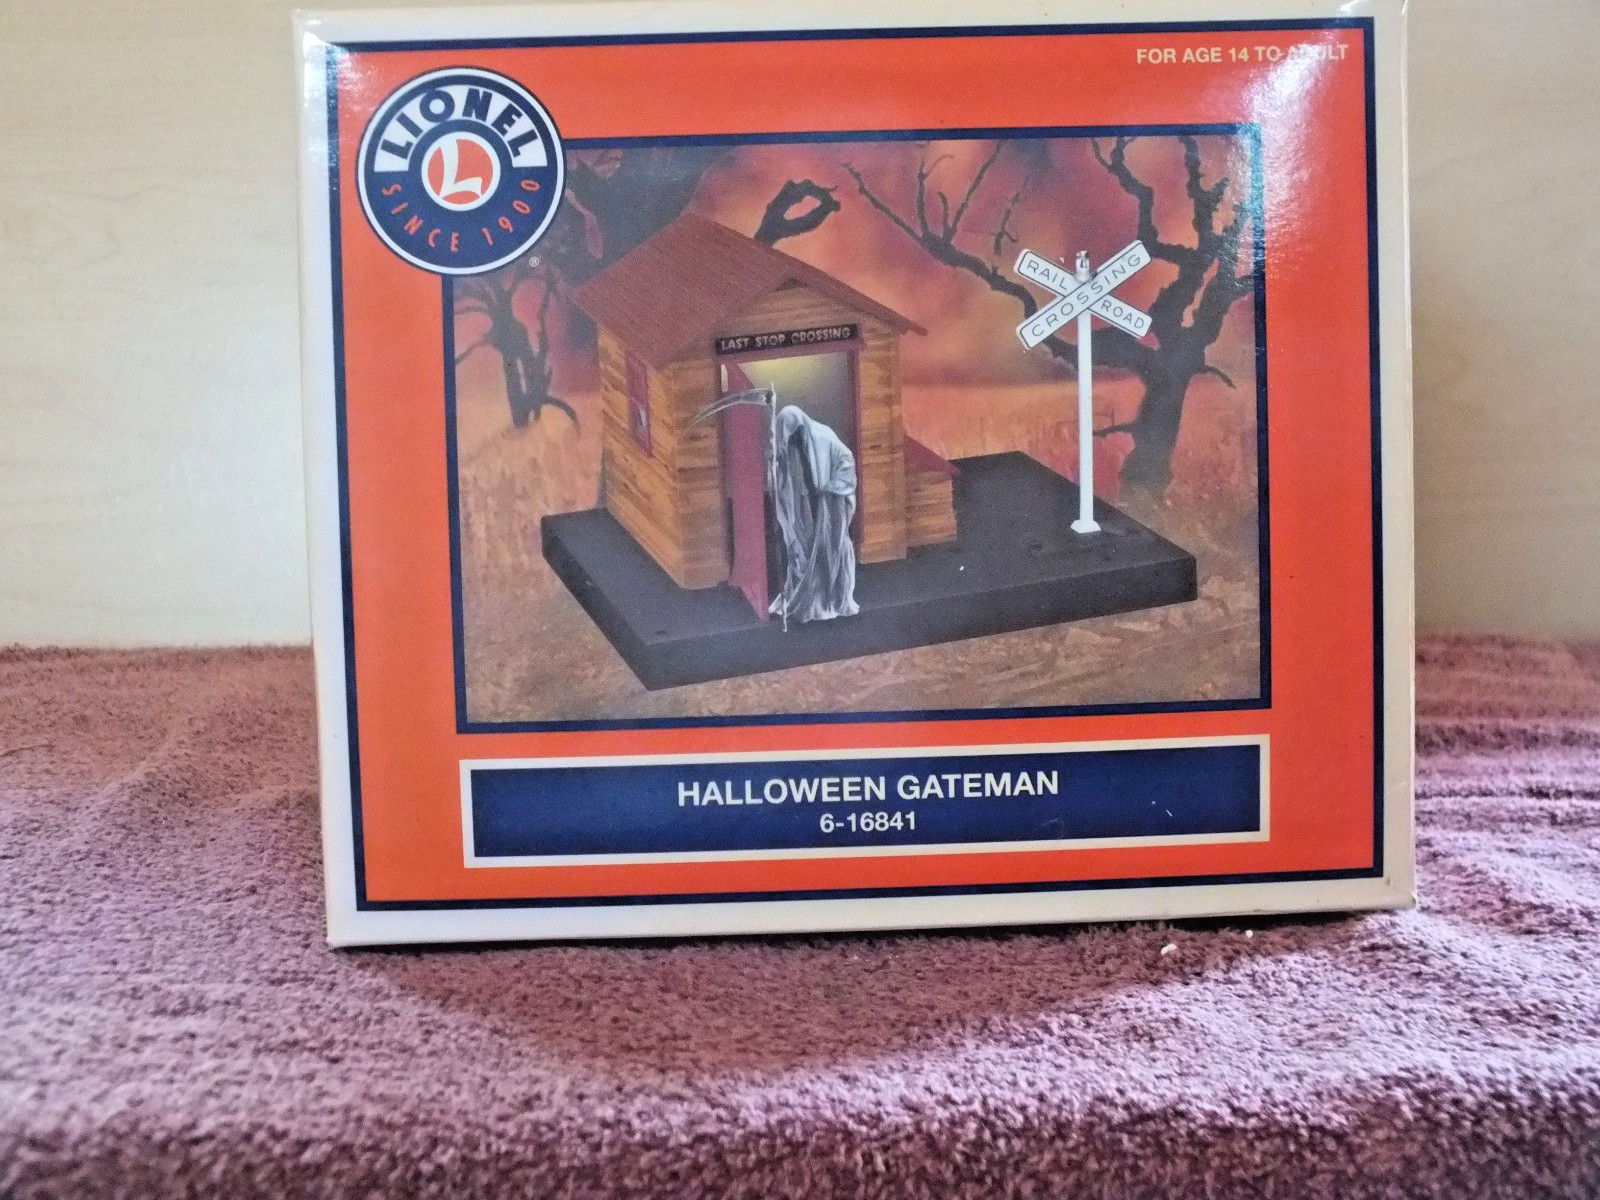 FOR AGE 14 TO ADULT
LIONEL
L
SINCE 1900
®
RAIL ROAD
CROSSING
LAST STOP CROSSING
HALLOWEEN GATEMAN
6-16841